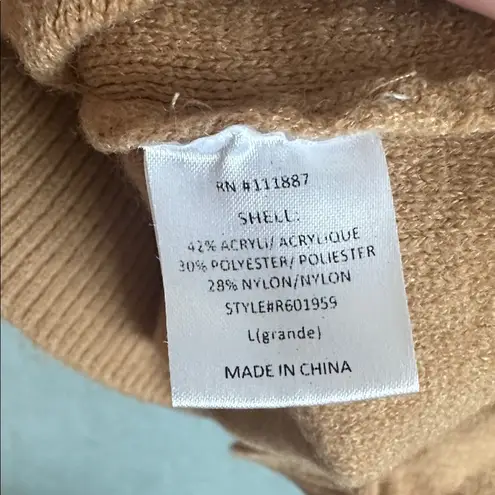 RN #111887
SHELL:
42% ACRYLI/ ACRYLIQUE
30% POLYESTER/ POLIESTER
28% NYLON/NYLON
STYLE#R601959
L(grande)
MADE IN CHINA